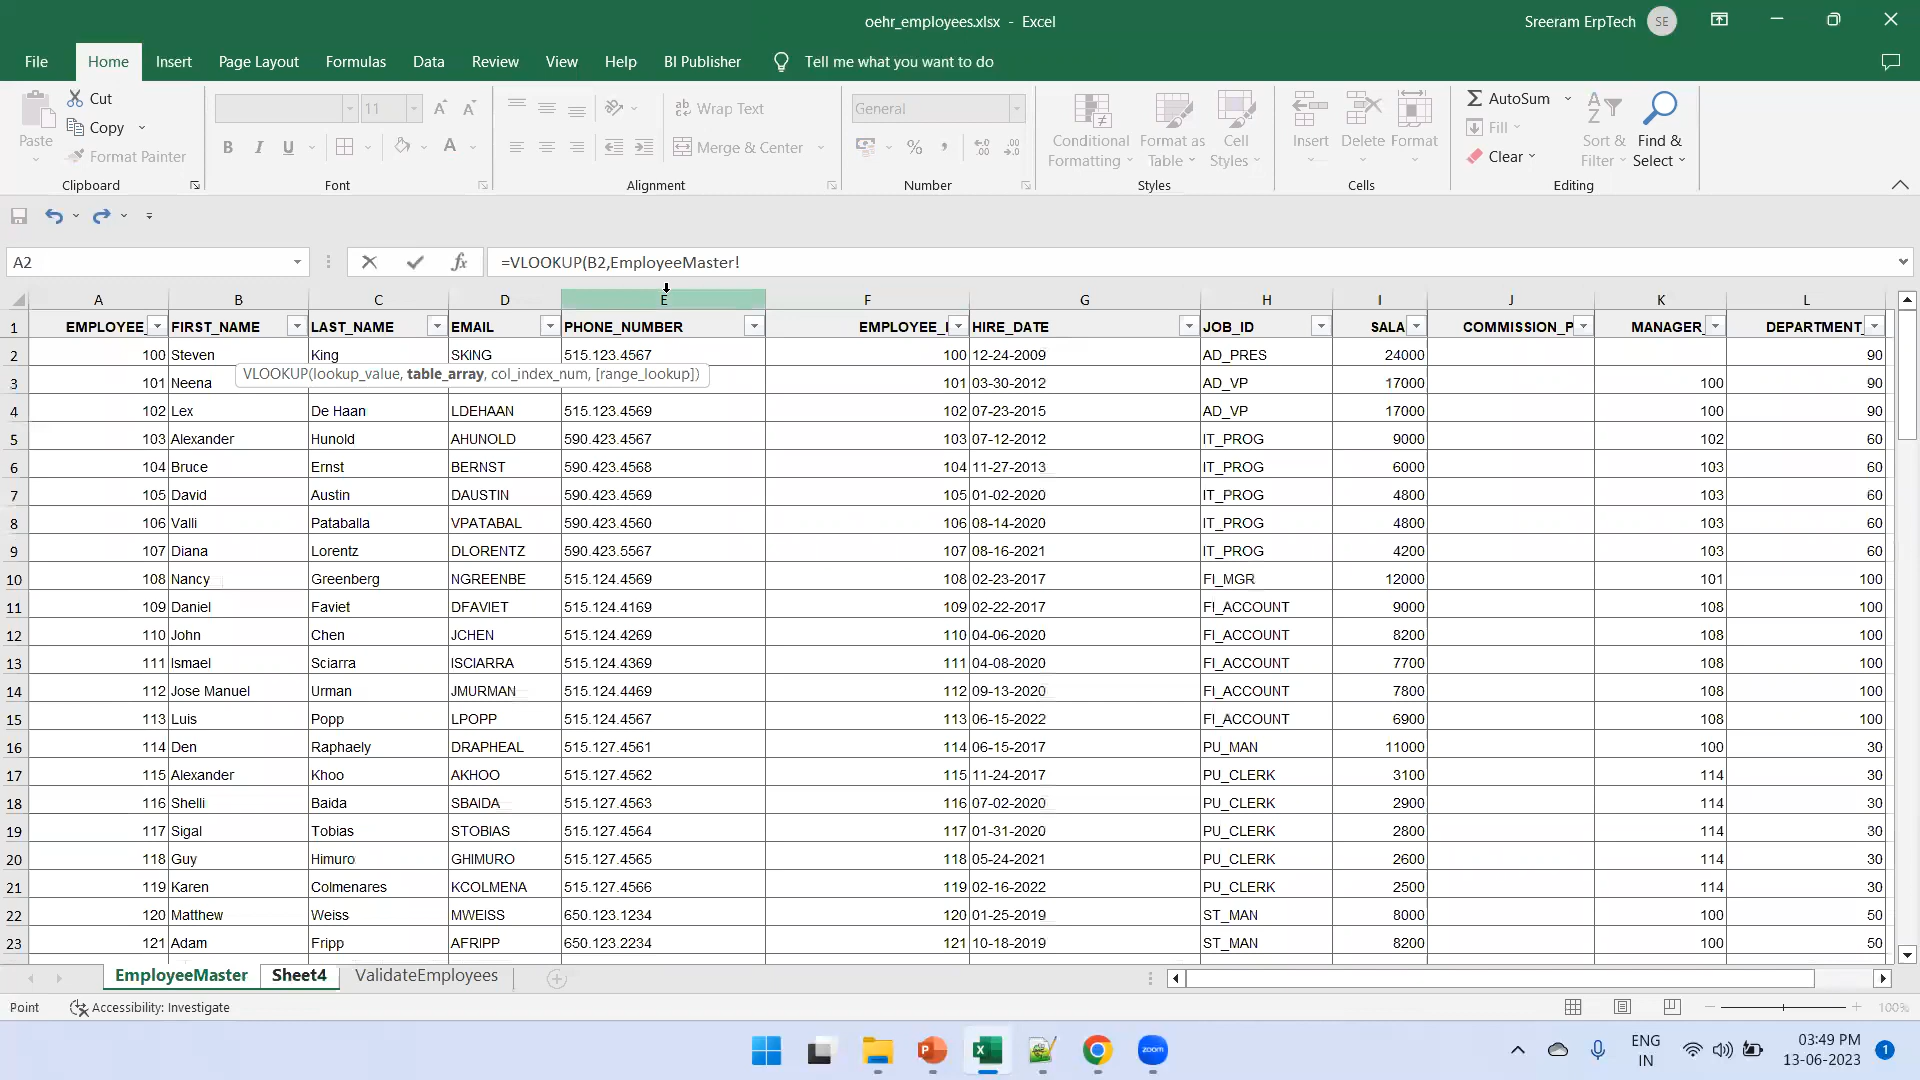 oehr_employees.xlsx - Excel
Sreeram ErpTech SE
File Home Insert Page Layout Formulas Data Review View Help BI Publisher Tell me what you want to do
Paste Cut Copy Format Painter Clipboard
11 B I U A Font
ab Wrap Text Merge & Center Alignment
General % , Number
Conditional Formatting Format as Table Cell Styles Styles
Insert Delete Format Cells
AutoSum Fill Clear Sort & Filter Find & Select Editing
A2 fx =VLOOKUP(B2,EmployeeMaster!
A B C D E F G H I J K L
1 EMPLOYEE_ FIRST_NAME LAST_NAME EMAIL PHONE_NUMBER EMPLOYEE_I HIRE_DATE JOB_ID SALA COMMISSION_P MANAGER_ DEPARTMENT_
2 100 Steven King SKING 515.123.4567 100 12-24-2009 AD_PRES 24000 90
VLOOKUP(lookup_value, table_array, col_index_num, [range_lookup])
3 101 Neena 101 03-30-2012 AD_VP 17000 100 90
4 102 Lex De Haan LDEHAAN 515.123.4569 102 07-23-2015 AD_VP 17000 100 90
5 103 Alexander Hunold AHUNOLD 590.423.4567 103 07-12-2012 IT_PROG 9000 102 60
6 104 Bruce Ernst BERNST 590.423.4568 104 11-27-2013 IT_PROG 6000 103 60
7 105 David Austin DAUSTIN 590.423.4569 105 01-02-2020 IT_PROG 4800 103 60
8 106 Valli Pataballa VPATABAL 590.423.4560 106 08-14-2020 IT_PROG 4800 103 60
9 107 Diana Lorentz DLORENTZ 590.423.5567 107 08-16-2021 IT_PROG 4200 103 60
10 108 Nancy Greenberg NGREENBE 515.124.4569 108 02-23-2017 FI_MGR 12000 101 100
11 109 Daniel Faviet DFAVIET 515.124.4169 109 02-22-2017 FI_ACCOUNT 9000 108 100
12 110 John Chen JCHEN 515.124.4269 110 04-06-2020 FI_ACCOUNT 8200 108 100
13 111 Ismael Sciarra ISCIARRA 515.124.4369 111 04-08-2020 FI_ACCOUNT 7700 108 100
14 112 Jose Manuel Urman JMURMAN 515.124.4469 112 09-13-2020 FI_ACCOUNT 7800 108 100
15 113 Luis Popp LPOPP 515.124.4567 113 06-15-2022 FI_ACCOUNT 6900 108 100
16 114 Den Raphaely DRAPHEAL 515.127.4561 114 06-15-2017 PU_MAN 11000 100 30
17 115 Alexander Khoo AKHOO 515.127.4562 115 11-24-2017 PU_CLERK 3100 114 30
18 116 Shelli Baida SBAIDA 515.127.4563 116 07-02-2020 PU_CLERK 2900 114 30
19 117 Sigal Tobias STOBIAS 515.127.4564 117 01-31-2020 PU_CLERK 2800 114 30
20 118 Guy Himuro GHIMURO 515.127.4565 118 05-24-2021 PU_CLERK 2600 114 30
21 119 Karen Colmenares KCOLMENA 515.127.4566 119 02-16-2022 PU_CLERK 2500 114 30
22 120 Matthew Weiss MWEISS 650.123.1234 120 01-25-2019 ST_MAN 8000 100 50
23 121 Adam Fripp AFRIPP 650.123.2234 121 10-18-2019 ST_MAN 8200 100 50
EmployeeMaster Sheet4 ValidateEmployees
Point Accessibility: Investigate 100%
zoom ENG IN 03:49 PM 13-06-2023 1